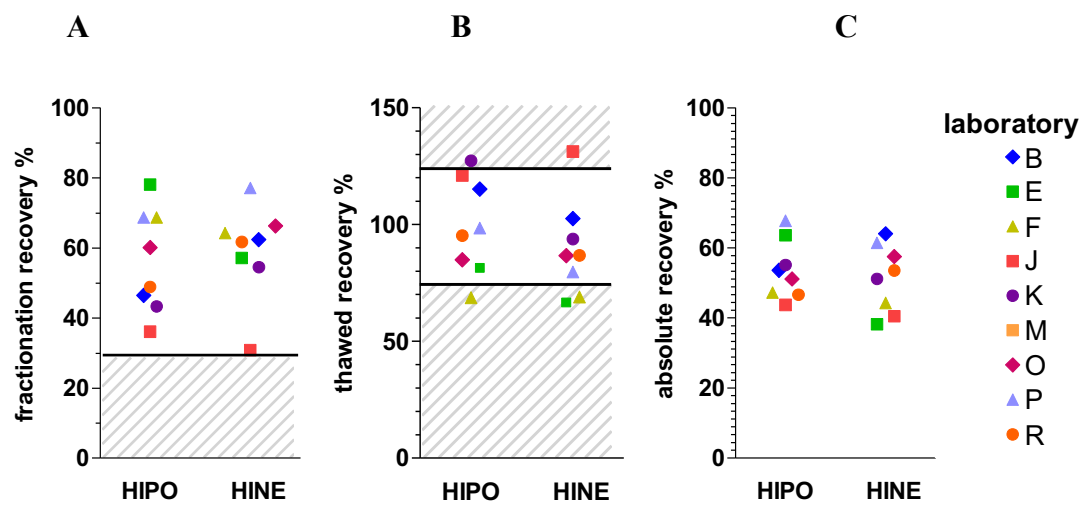 A
B
C
fractionation recovery %
100
80
60
40
20
0
HIPO
HINE
thawed recovery %
150
100
50
0
HIPO
HINE
absolute recovery %
100
80
60
40
20
0
HIPO
HINE
laboratory
B
E
F
J
K
M
O
P
R